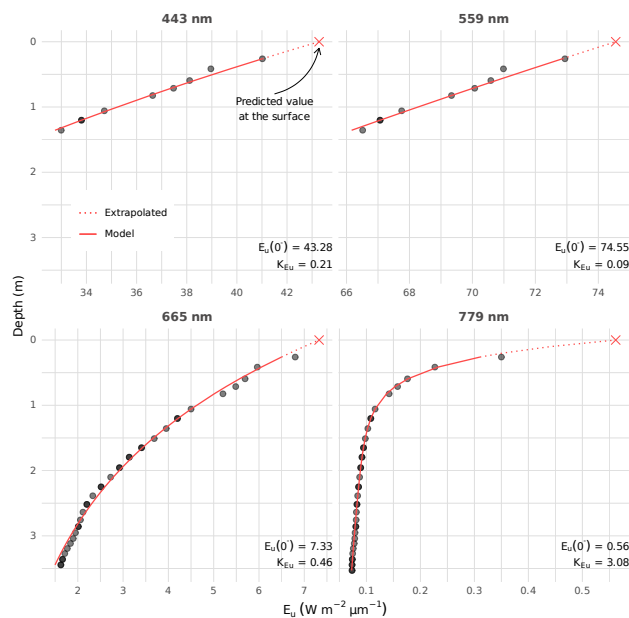 443 nm
559 nm
0
1
2
3
Predicted value
at the surface
Extrapolated
Model
Eu(0-) = 43.28
KEu = 0.21
Eu(0-) = 74.55
KEu = 0.09
34 36 38 40 42
66 68 70 72 74
Depth (m)
665 nm
779 nm
0
1
2
3
Eu(0-) = 7.33
KEu = 0.46
Eu(0-) = 0.56
KEu = 3.08
2 3 4 5 6 7
0.1 0.2 0.3 0.4 0.5
Eu (W m−2 μm−1)